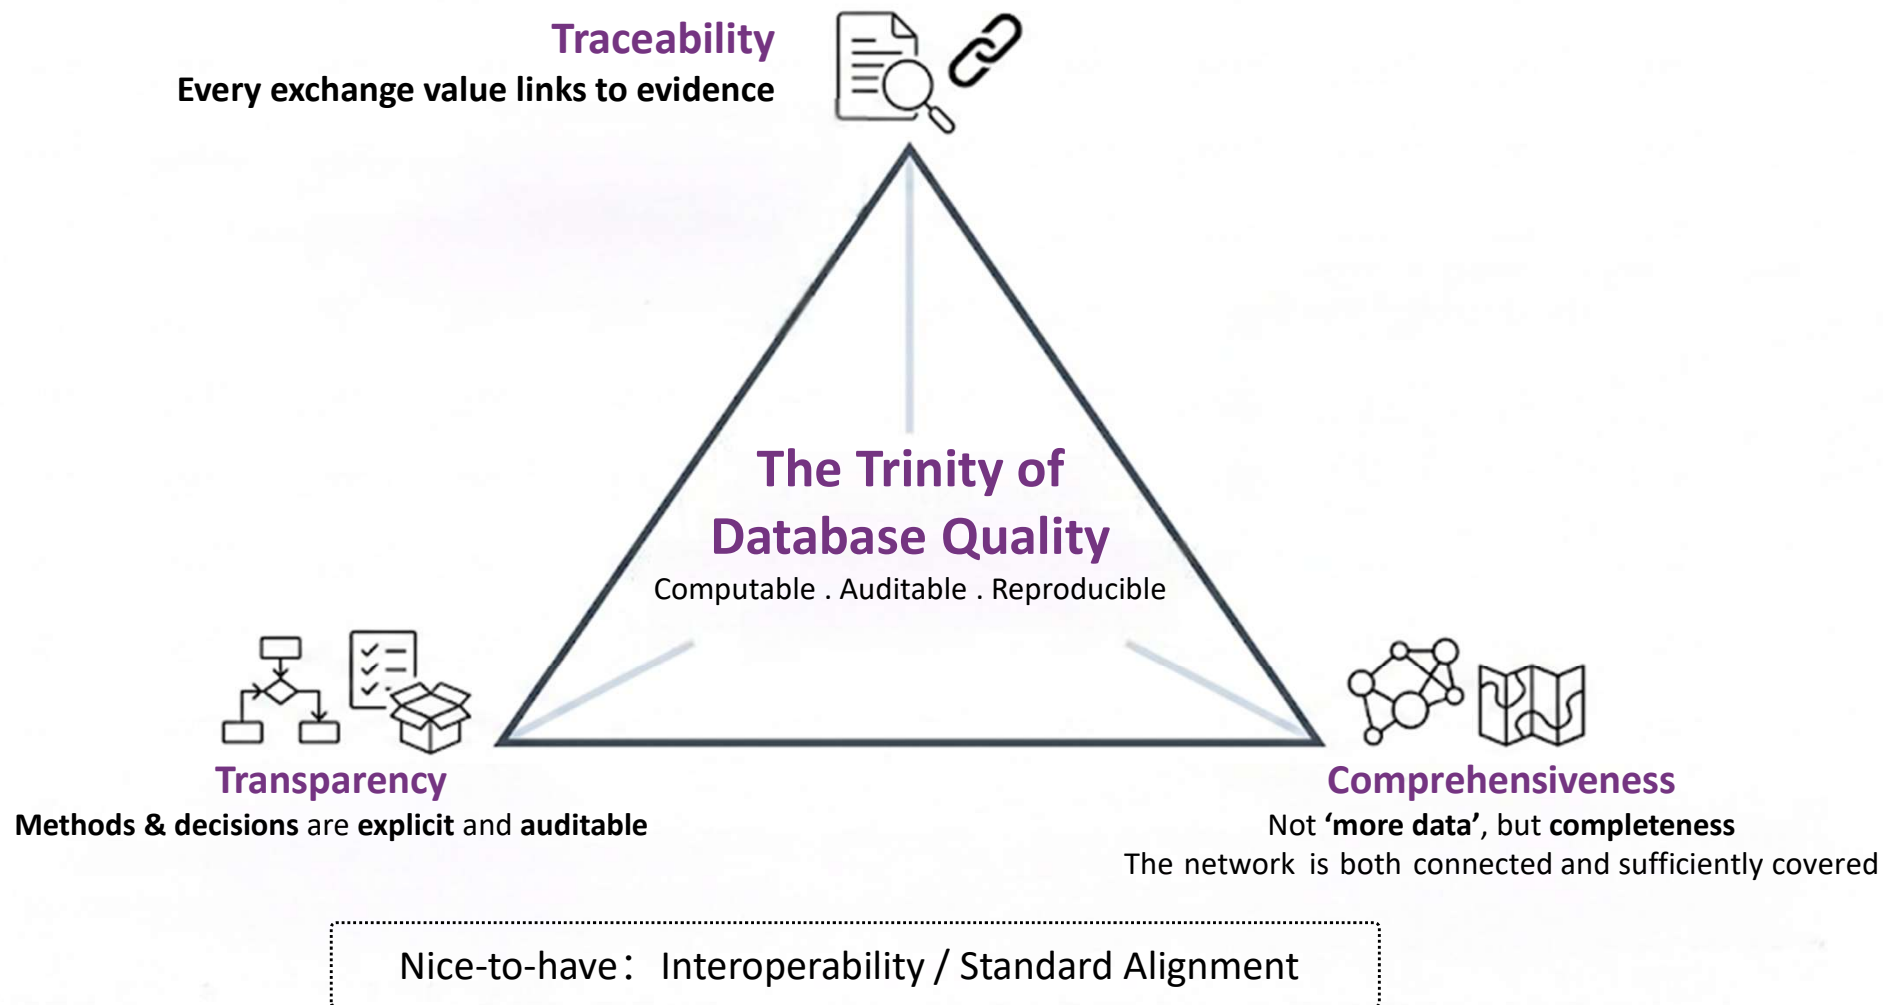 Traceability
Every exchange value links to evidence
The Trinity of
Database Quality
Computable . Auditable . Reproducible
Transparency
Methods & decisions are explicit and auditable
Comprehensiveness
Not ‘more data’, but completeness
The network is both connected and sufficiently covered
Nice-to-have： Interoperability / Standard Alignment